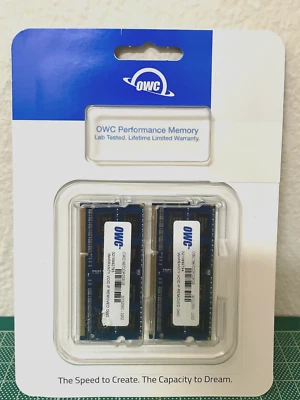 OWC
OWC Performance Memory
Lab Tested. Lifetime Limited Warranty.
OWC
OWC
The Speed to Create. The Capacity to Dream.